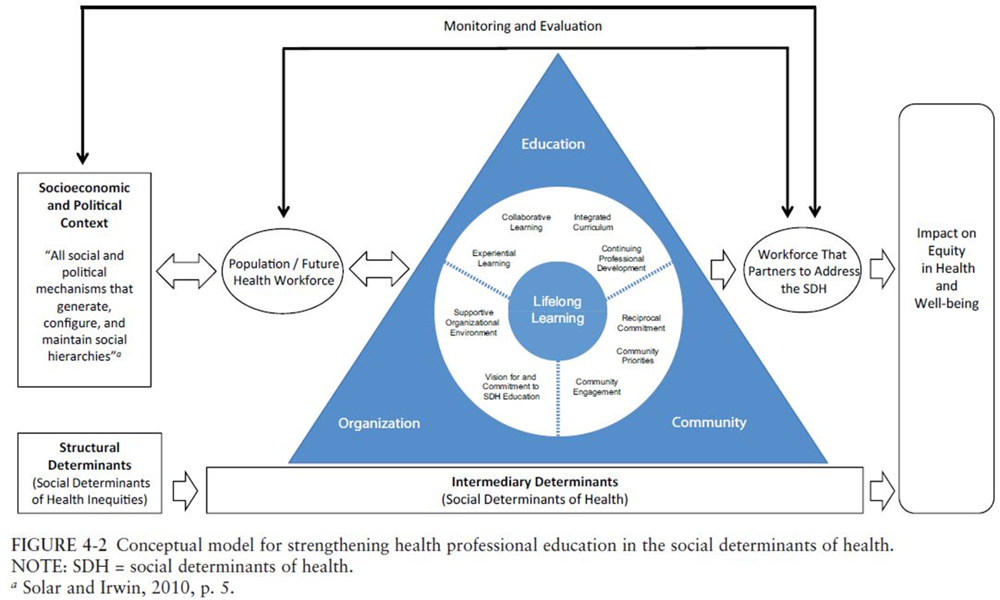 Monitoring and Evaluation
Socioeconomic
and Political
Context
“All social and
political
mechanisms that
generate,
configure, and
maintain social
hierarchies”a
Population / Future
Health Workforce
Education
Collaborative
Learning
Integrated
Curriculum
Experiential
Learning
Continuing
Professional
Development
Lifelong
Learning
Supportive
Organizational
Environment
Reciprocal
Commitment
Community
Priorities
Vision for and
Commitment to
SDH Education
Community
Engagement
Organization
Community
Workforce That
Partners to Address
the SDH
Impact on
Equity
in Health
and
Well-being
Structural
Determinants
(Social Determinants
of Health Inequities)
Intermediary Determinants
(Social Determinants of Health)
FIGURE 4-2 Conceptual model for strengthening health professional education in the social determinants of health.
NOTE: SDH = social determinants of health.
a Solar and Irwin, 2010, p. 5.